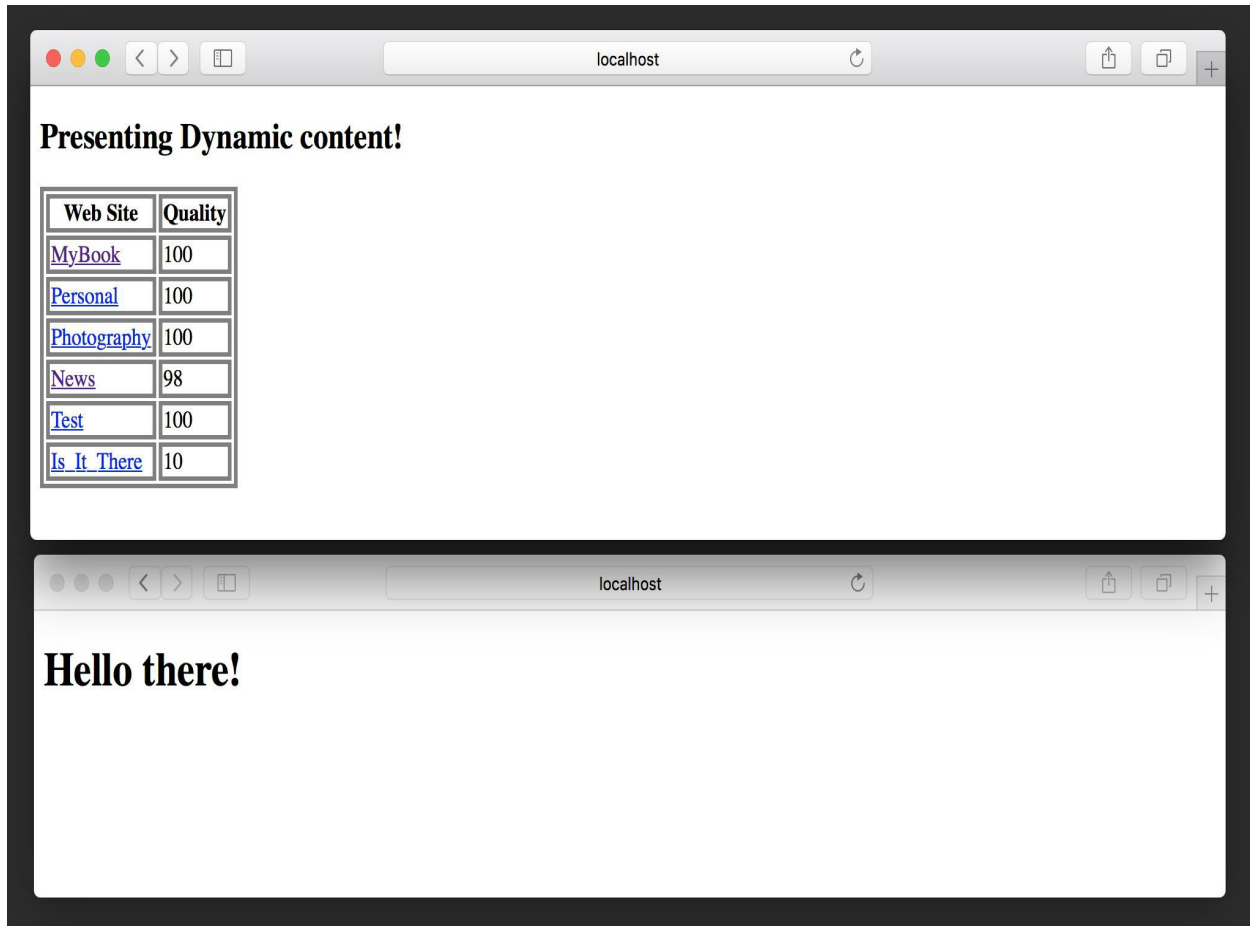 localhost
Presenting Dynamic content!
Web Site Quality
MyBook 100
Personal 100
Photography 100
News 98
Test 100
Is_It_There 10
localhost
Hello there!